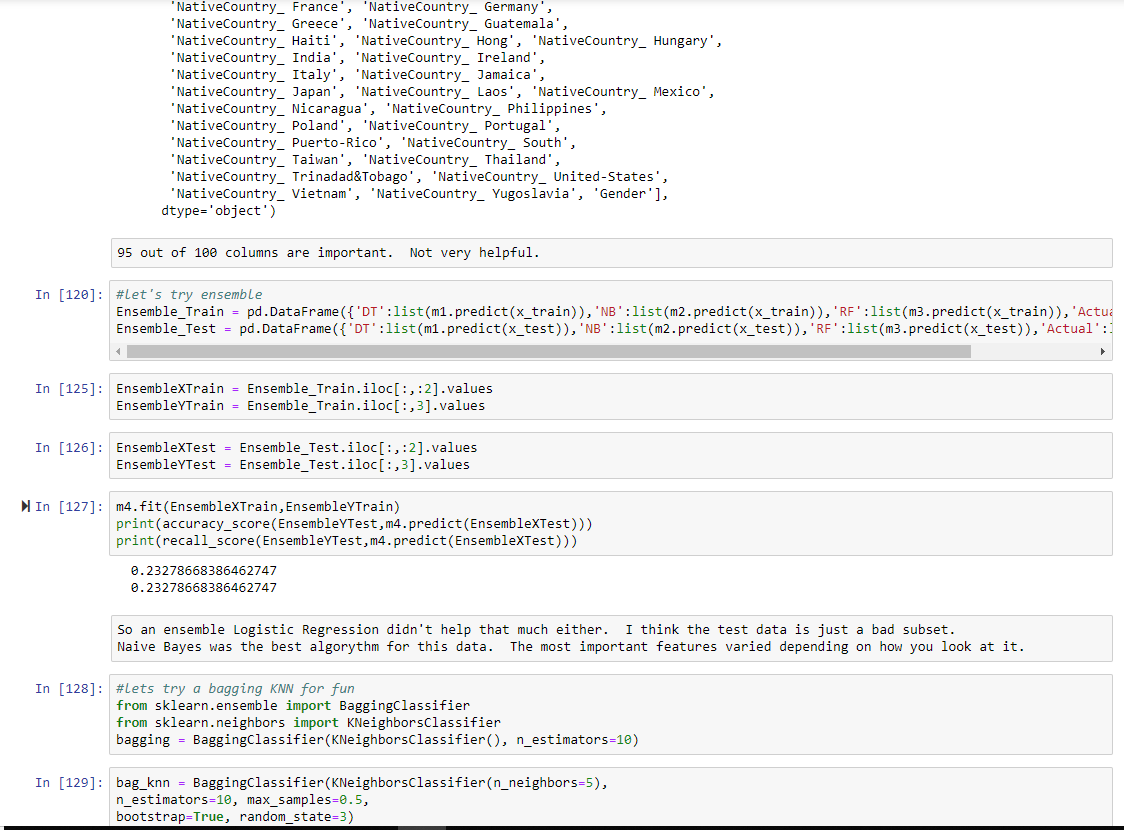 'NativeCountry_ France', 'NativeCountry_ Germany',
'NativeCountry_ Greece', 'NativeCountry_ Guatemala',
'NativeCountry_ Haiti', 'NativeCountry_ Hong', 'NativeCountry_ Hungary',
'NativeCountry_ India', 'NativeCountry_ Ireland',
'NativeCountry_ Italy', 'NativeCountry_ Jamaica',
'NativeCountry_ Japan', 'NativeCountry_ Laos', 'NativeCountry_ Mexico',
'NativeCountry_ Nicaragua', 'NativeCountry_ Philippines',
'NativeCountry_ Poland', 'NativeCountry_ Portugal',
'NativeCountry_ Puerto-Rico', 'NativeCountry_ South',
'NativeCountry_ Taiwan', 'NativeCountry_ Thailand',
'NativeCountry_ Trinadad&Tobago', 'NativeCountry_ United-States',
'NativeCountry_ Vietnam', 'NativeCountry_ Yugoslavia', 'Gender'],
dtype='object')
95 out of 100 columns are important.  Not very helpful.
In [120]: #let's try ensemble
Ensemble_Train = pd.DataFrame({'DT':list(m1.predict(x_train)),'NB':list(m2.predict(x_train)),'RF':list(m3.predict(x_train)),'Actua
Ensemble_Test = pd.DataFrame({'DT':list(m1.predict(x_test)),'NB':list(m2.predict(x_test)),'RF':list(m3.predict(x_test)),'Actual':
In [125]: EnsembleXTrain = Ensemble_Train.iloc[:,:2].values
EnsembleYTrain = Ensemble_Train.iloc[:,3].values
In [126]: EnsembleXTest = Ensemble_Test.iloc[:,:2].values
EnsembleYTest = Ensemble_Test.iloc[:,3].values
In [127]: m4.fit(EnsembleXTrain,EnsembleYTrain)
print(accuracy_score(EnsembleYTest,m4.predict(EnsembleXTest)))
print(recall_score(EnsembleYTest,m4.predict(EnsembleXTest)))
0.23278668386462747
0.23278668386462747
So an ensemble Logistic Regression didn't help that much either.  I think the test data is just a bad subset.
Naive Bayes was the best algorythm for this data.  The most important features varied depending on how you look at it.
In [128]: #lets try a bagging KNN for fun
from sklearn.ensemble import BaggingClassifier
from sklearn.neighbors import KNeighborsClassifier
bagging = BaggingClassifier(KNeighborsClassifier(), n_estimators=10)
In [129]: bag_knn = BaggingClassifier(KNeighborsClassifier(n_neighbors=5),
n_estimators=10, max_samples=0.5,
bootstrap=True, random_state=3)